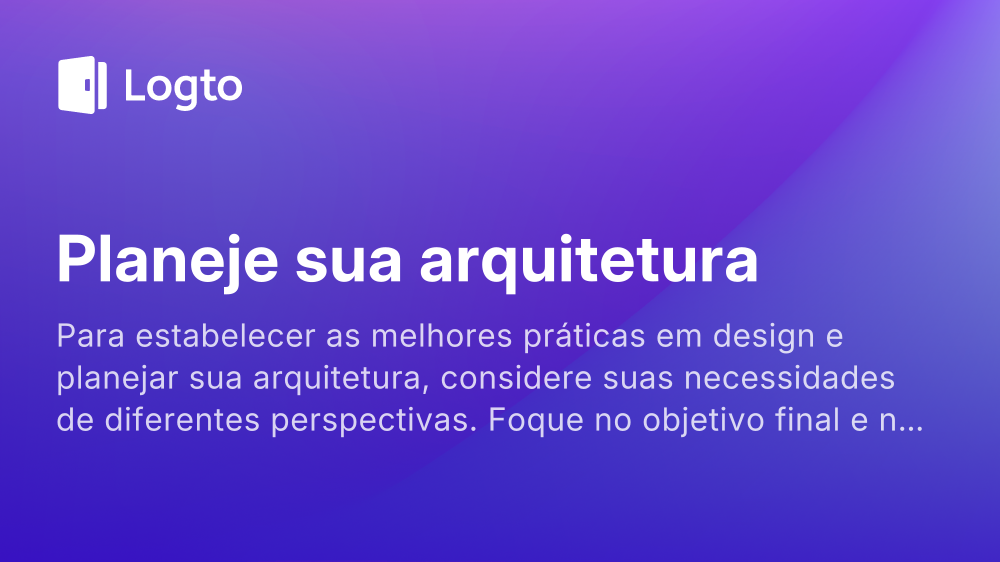 Logto
Planeje sua arquitetura
Para estabelecer as melhores práticas em design e
planejar sua arquitetura, considere suas necessidades
de diferentes perspectivas. Foque no objetivo final e n...